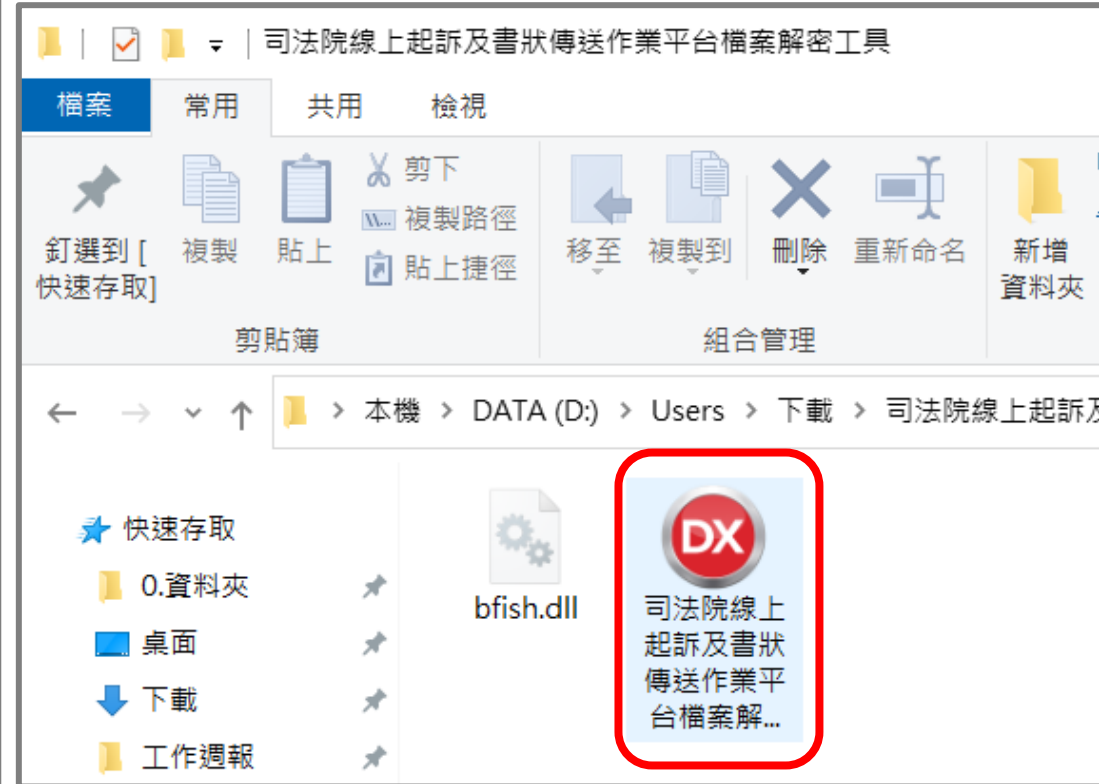 司法院線上起訴及書狀傳送作業平台檔案解密工具
檔案 常用 共用 檢視
釘選到 [
快速存取]
複製
貼上
剪下
複製路徑
貼上捷徑
移至
複製到
刪除
重新命名
新增
資料夾
剪貼簿
組合管理
本機 > DATA (D:) > Users > 下載 > 司法院線上起訴及
快速存取
0.資料夾
桌面
下載
工作週報
bfish.dll
DX
司法院線上
起訴及書狀
傳送作業平
台檔案解...